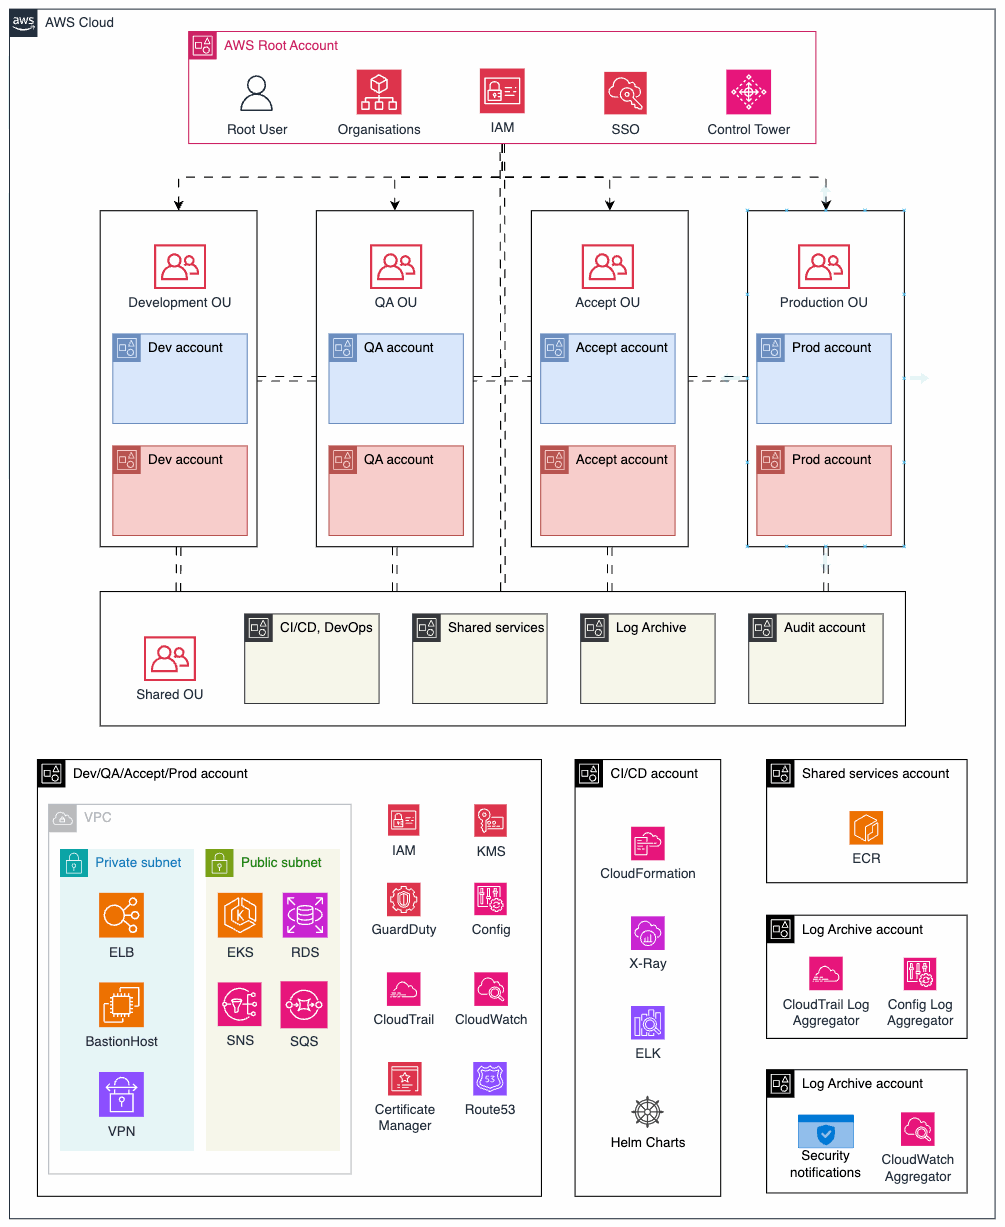 aws
AWS Cloud
AWS Root Account
Root User
Organisations
IAM
SSO
Control Tower
Development OU
QA OU
Accept OU
Production OU
Dev account
QA account
Accept account
Prod account
Dev account
QA account
Accept account
Prod account
Shared OU
CI/CD, DevOps
Shared services
Log Archive
Audit account
Dev/QA/Accept/Prod account
VPC
Private subnet
ELB
BastionHost
VPN
Public subnet
EKS
RDS
SNS
SQS
IAM
KMS
GuardDuty
Config
CloudTrail
CloudWatch
Certificate
Manager
53
Route53
CI/CD account
CloudFormation
X-Ray
ELK
Helm Charts
Shared services account
ECR
Log Archive account
CloudTrail Log
Aggregator
Config Log
Aggregator
Log Archive account
Security
notifications
CloudWatch
Aggregator